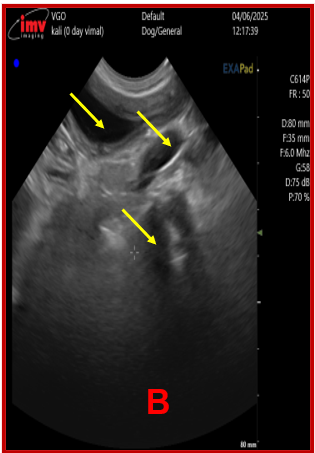 imv
imaging
VGO
kali (0 day vimal)
Default
Dog/General
04/06/2025
12:17:39
EXAPad
C614P
FR : 50
D:80 mm
F:35 mm
F:6.0 Mhz
G:58
D:75 dB
P:70 %
B
80 mm